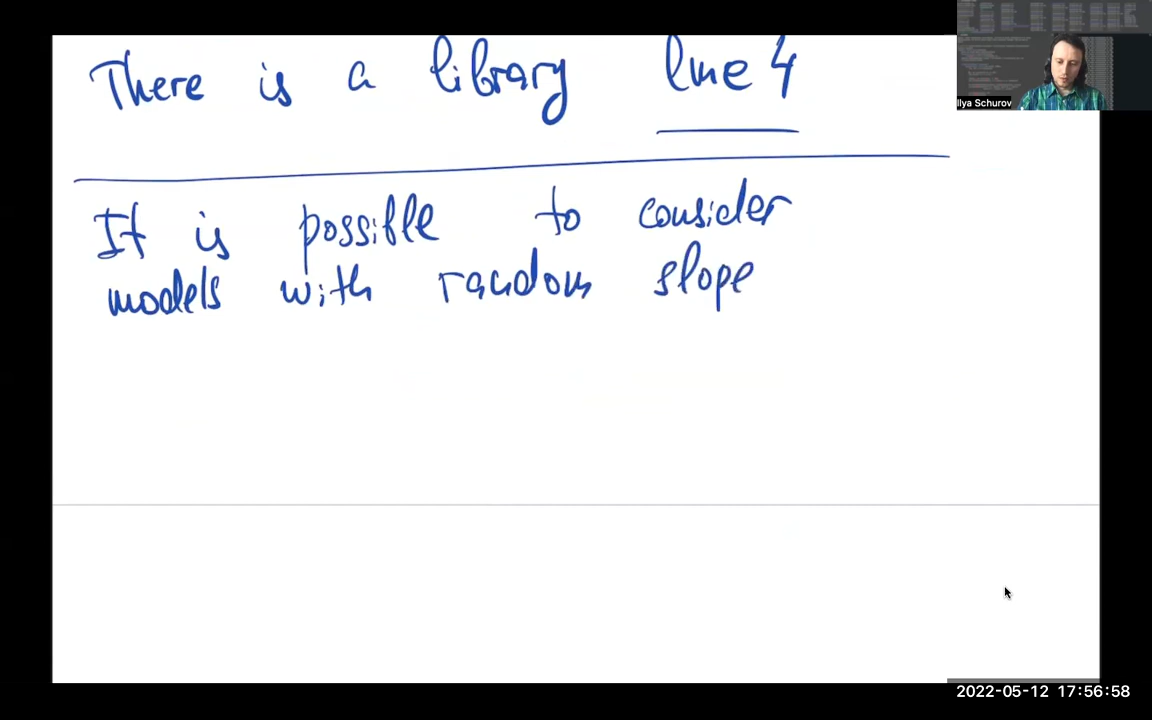 There is a library lme4
It is possible to consider
models with random slope
Ilya Schurov
2022-05-12 17:56:58